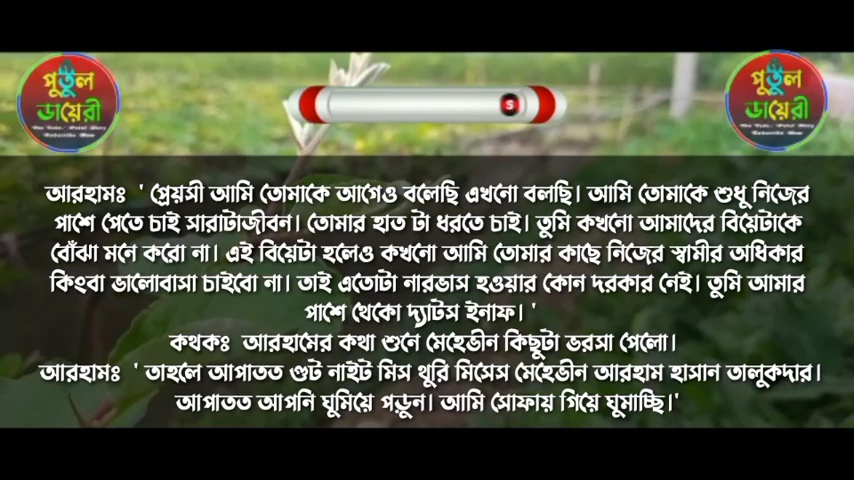 পুতুল
ডায়েরী
S
পুতুল
ডায়েরী
আরহামঃ ' প্রেয়সী আমি তোমাকে আগেও বলেছি এখনো বলছি। আমি তোমাকে শুধু নিজের
পাশে পেতে চাই সারাটাজীবন। তোমার হাত টা ধরতে চাই। তুমি কখনো আমাদের বিয়েটাকে
বোঁঝা মনে করো না। এই বিয়েটা হলেও কখনো আমি তোমার কাছে নিজের স্বামীর অধিকার
কিংবা ভালোবাসা চাইবো না। তাই এতোটা নারভাস হওয়ার কোন দরকার নেই। তুমি আমার
পাশে থেকো দ্যাটস ইনাফ। '
কথকঃ আরহামের কথা শুনে মেহেভীন কিছুটা ভরসা পেলো।
আরহামঃ ' তাহলে আপাতত গুট নাইট মিস থুরি মিসেস মেহেভীন আরহাম হাসান তালুকদার।
আপাতত আপনি ঘুমিয়ে পড়ুন। আমি সোফায় গিয়ে ঘুমাচ্ছি।'